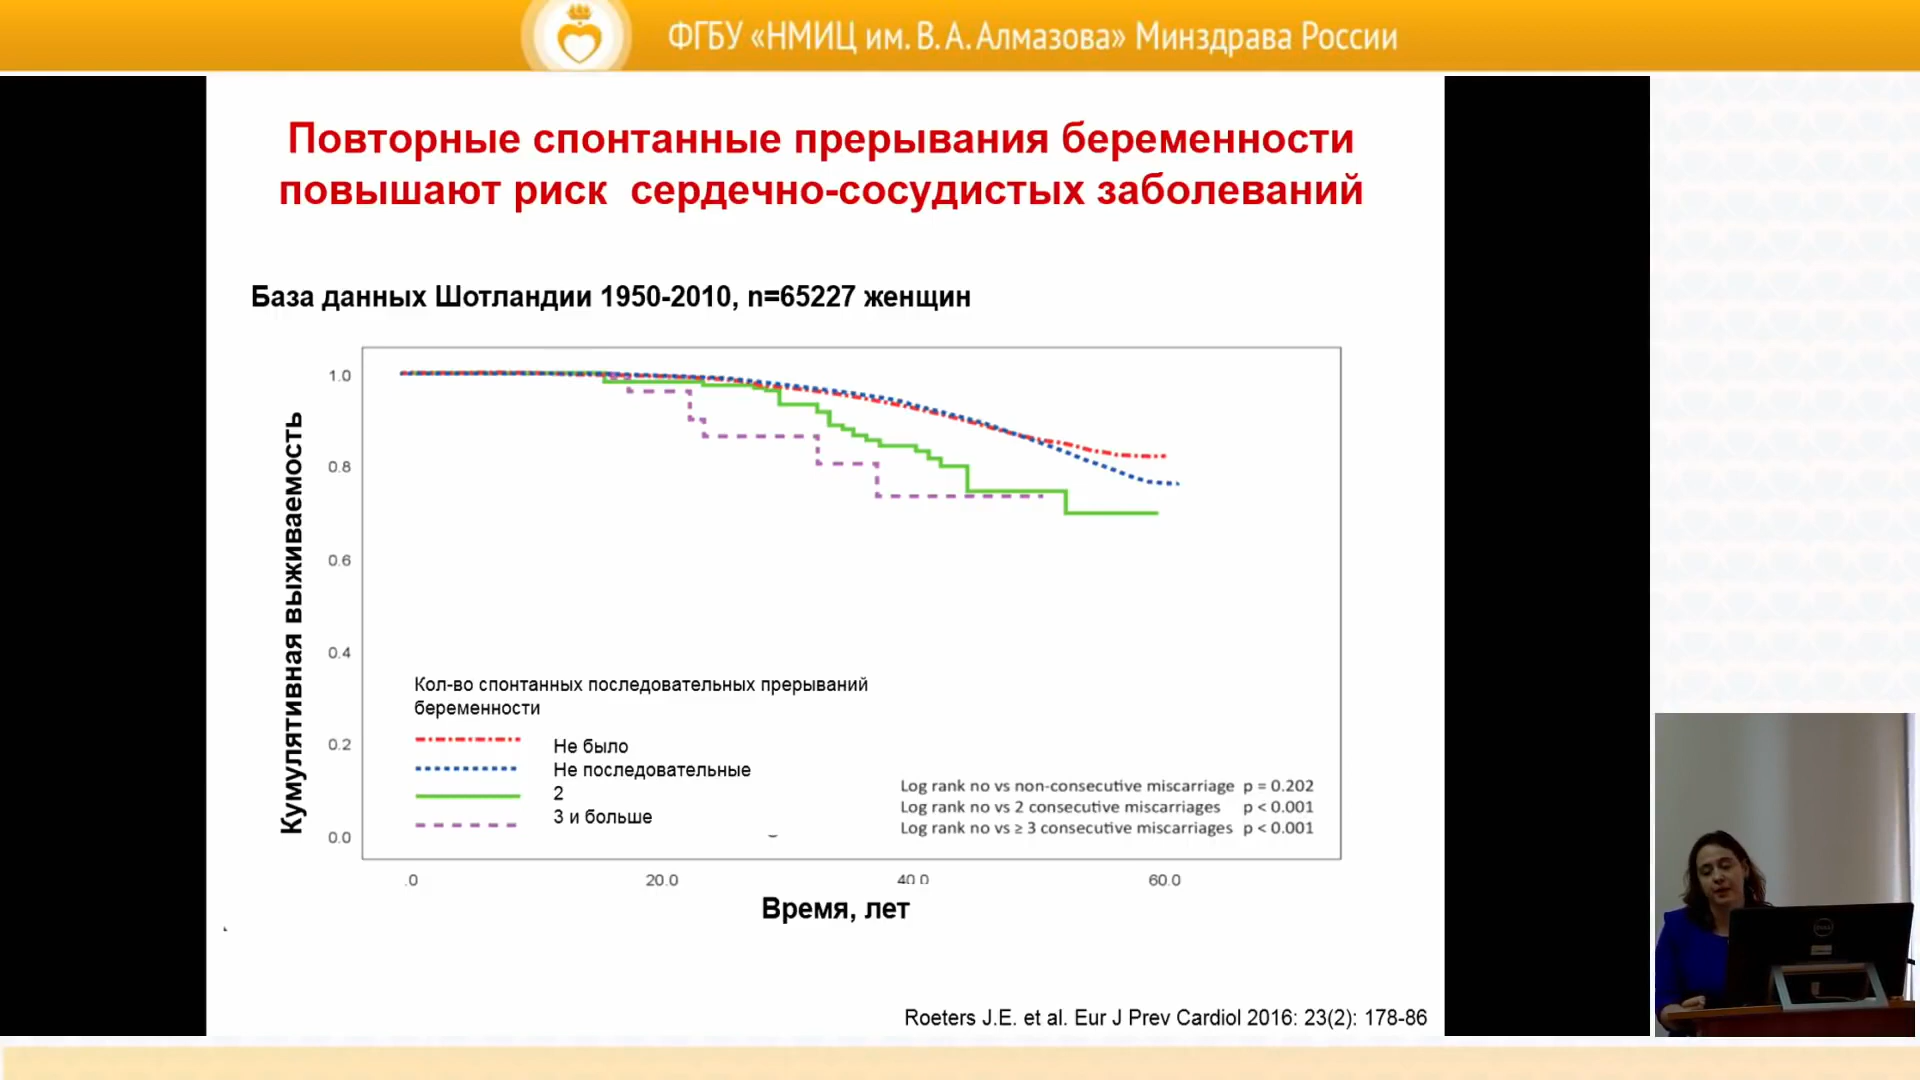 ФГБУ «НМИЦ им. В. А. Алмазова» Минздрава России
Повторные спонтанные прерывания беременности
повышают риск сердечно-сосудистых заболеваний
База данных Шотландии 1950-2010, n=65227 женщин
Кумулятивная выживаемость
1.0
0.8
0.6
0.4
0.2
0.0
Кол-во спонтанных последовательных прерываний
беременности
Не было
Не последовательные
2
3 и больше
Log rank no vs non-consecutive miscarriage p = 0.202
Log rank no vs 2 consecutive miscarriages p < 0.001
Log rank no vs ≥ 3 consecutive miscarriages p < 0.001
.0 20.0 40.0 60.0
Время, лет
Roeters J.E. et al. Eur J Prev Cardiol 2016: 23(2): 178-86
DELL